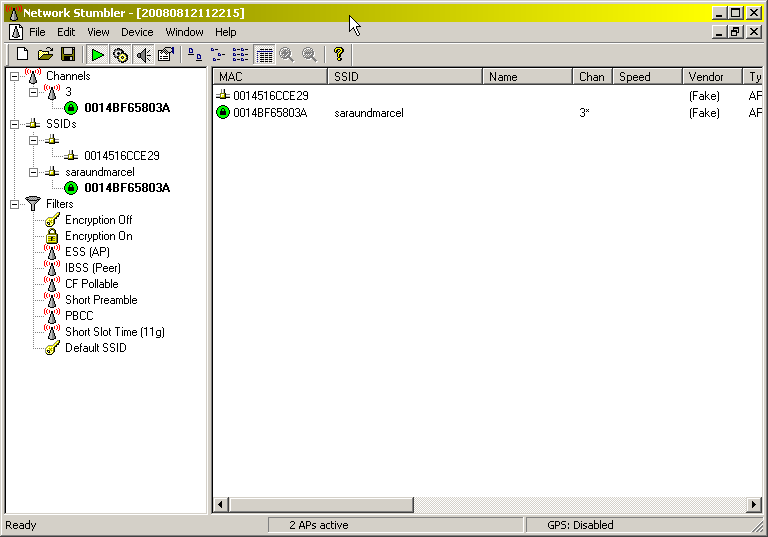 Network Stumbler - [20080812112215]
File Edit View Device Window Help
Channels
3
0014BF65803A
SSIDs
0014516CCE29
saraundmarcel
0014BF65803A
Filters
Encryption Off
Encryption On
ESS (AP)
IBSS (Peer)
CF Pollable
Short Preamble
PBCC
Short Slot Time (11g)
Default SSID
MAC SSID Name Chan Speed Vendor Ty
0014516CCE29 (Fake) AF
0014BF65803A saraundmarcel 3* (Fake) AF
Ready 2 APs active GPS: Disabled